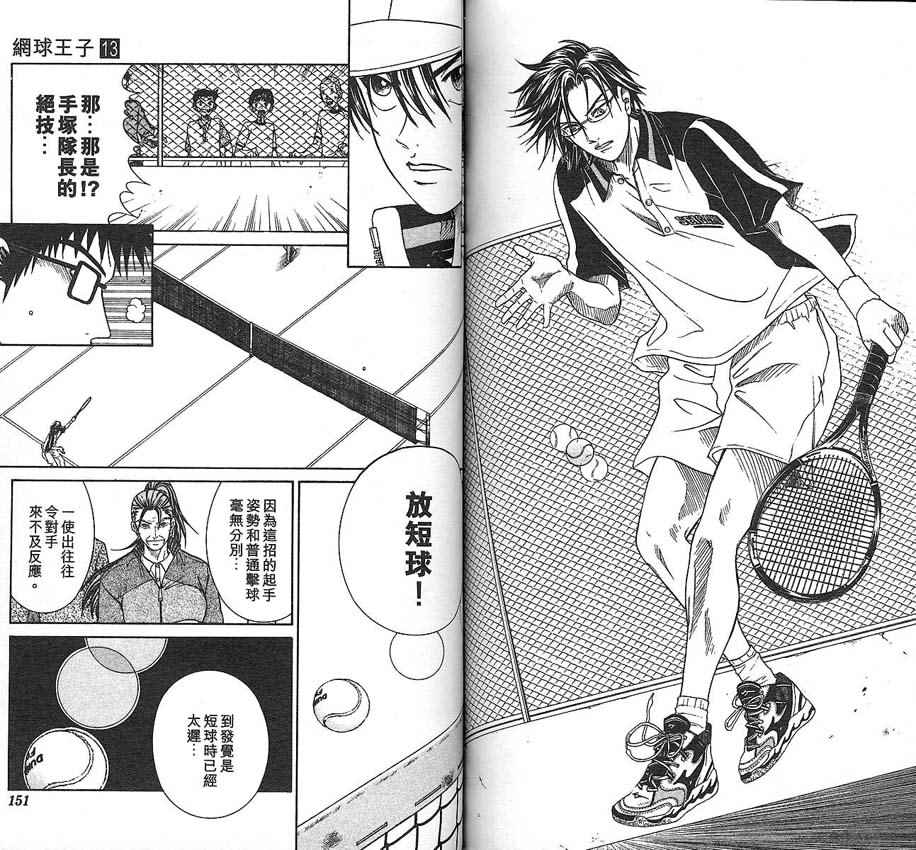 網球王子 13
那…那是!?
手塚隊長的
絕技…
放短球!
因為這招的起手
姿勢和普通擊球
毫無分別…
一使出往往
令對手
來不及反應。
到發覺是
短球時已經
太遲…
151